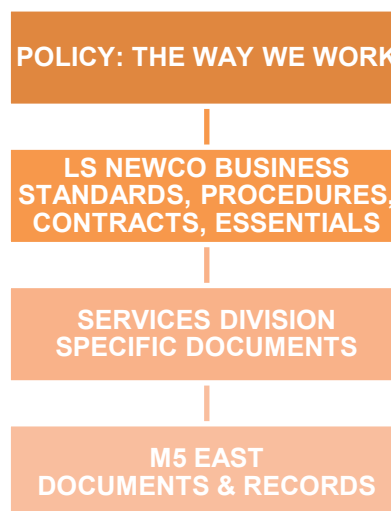 POLICY: THE WAY WE WORK
LS NEWCO BUSINESS
STANDARDS, PROCEDURES,
CONTRACTS, ESSENTIALS
SERVICES DIVISION
SPECIFIC DOCUMENTS
M5 EAST
DOCUMENTS & RECORDS